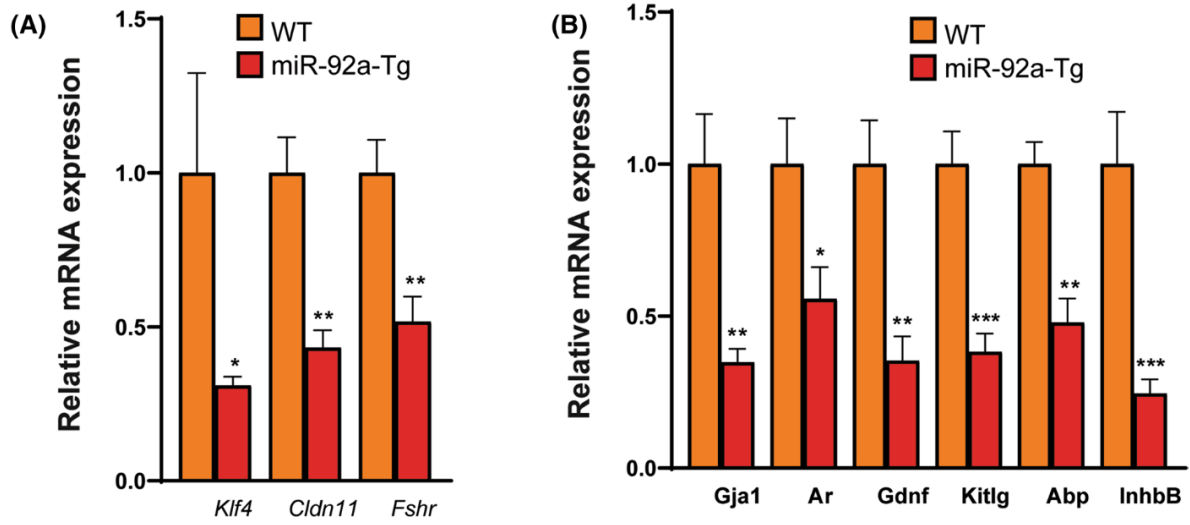 (A)
Relative mRNA expression
1.5
1.0
0.5
0.0
WT
miR-92a-Tg
*
**
**
Klf4 Cldn11 Fshr
(B)
Relative mRNA expression
1.5
1.0
0.5
0.0
WT
miR-92a-Tg
**
*
**
***
**
***
Gja1 Ar Gdnf Kitlg Abp InhbB